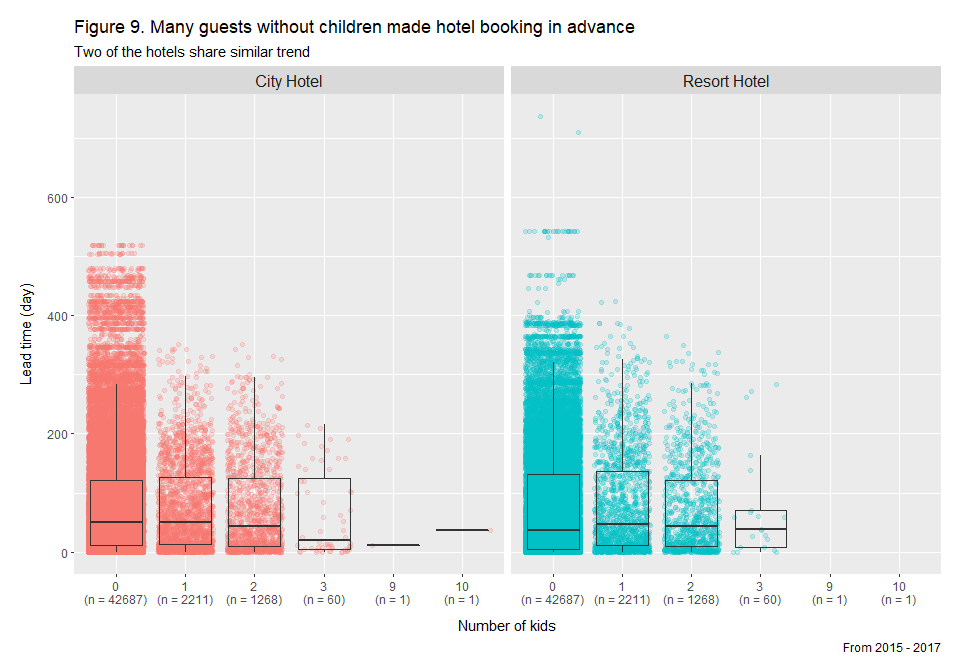 Figure 9. Many guests without children made hotel booking in advance
Two of the hotels share similar trend
City Hotel
Resort Hotel
Lead time (day)
600
400
200
0
0 1 2 3 9 10
(n = 42687) (n = 2211) (n = 1268) (n = 60) (n = 1) (n = 1)
0 1 2 3 9 10
(n = 42687) (n = 2211) (n = 1268) (n = 60) (n = 1) (n = 1)
Number of kids
From 2015 - 2017